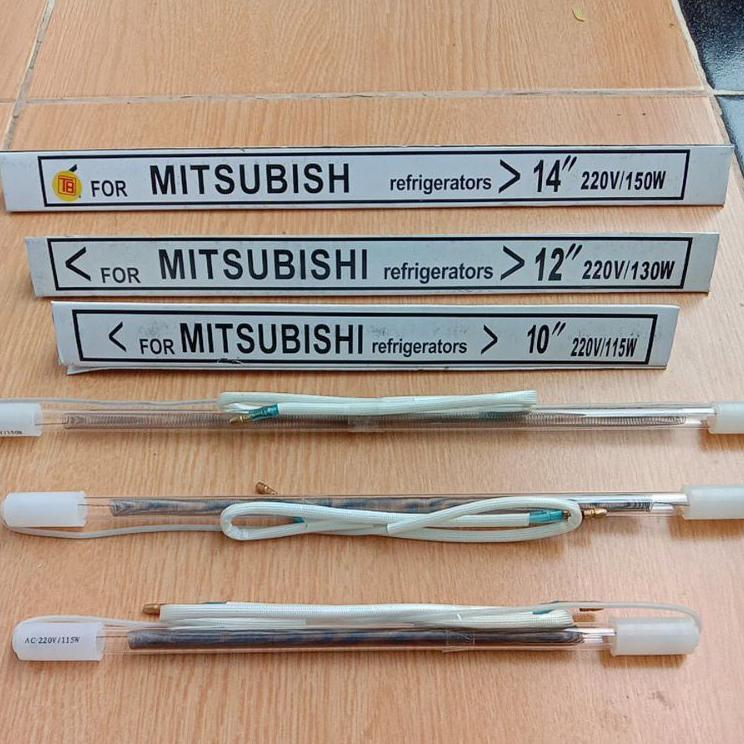 TB FOR MITSUBISH refrigerators > 14″ 220V/150W
< FOR MITSUBISHI refrigerators > 12″ 220V/130W
< FOR MITSUBISHI refrigerators > 10″ 220V/115W
AC-220V/115W